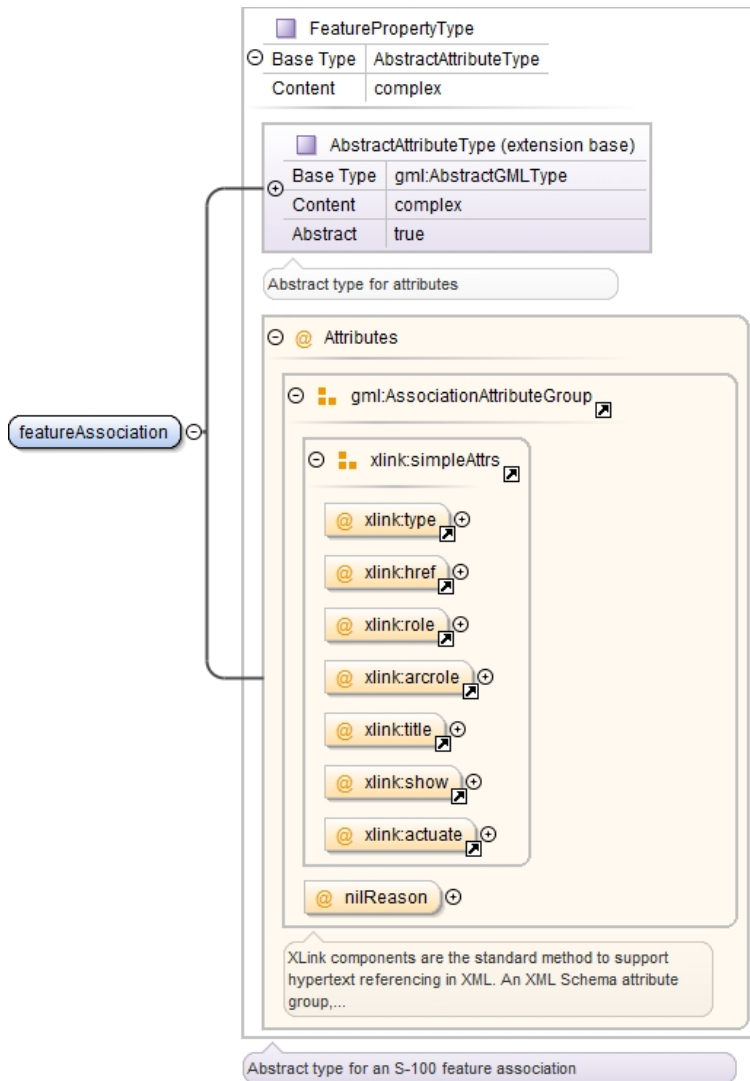 FeaturePropertyType
Base Type AbstractAttributeType
Content complex
AbstractAttributeType (extension base)
Base Type gml:AbstractGMLType
Content complex
Abstract true
Abstract type for attributes
@ Attributes
gml:AssociationAttributeGroup
featureAssociation
xlink:simpleAttrs
@ xlink:type
@ xlink:href
@ xlink:role
@ xlink:arcrole
@ xlink:title
@ xlink:show
@ xlink:actuate
@ nilReason
XLink components are the standard method to support
hypertext referencing in XML. An XML Schema attribute
group,...
Abstract type for an S-100 feature association